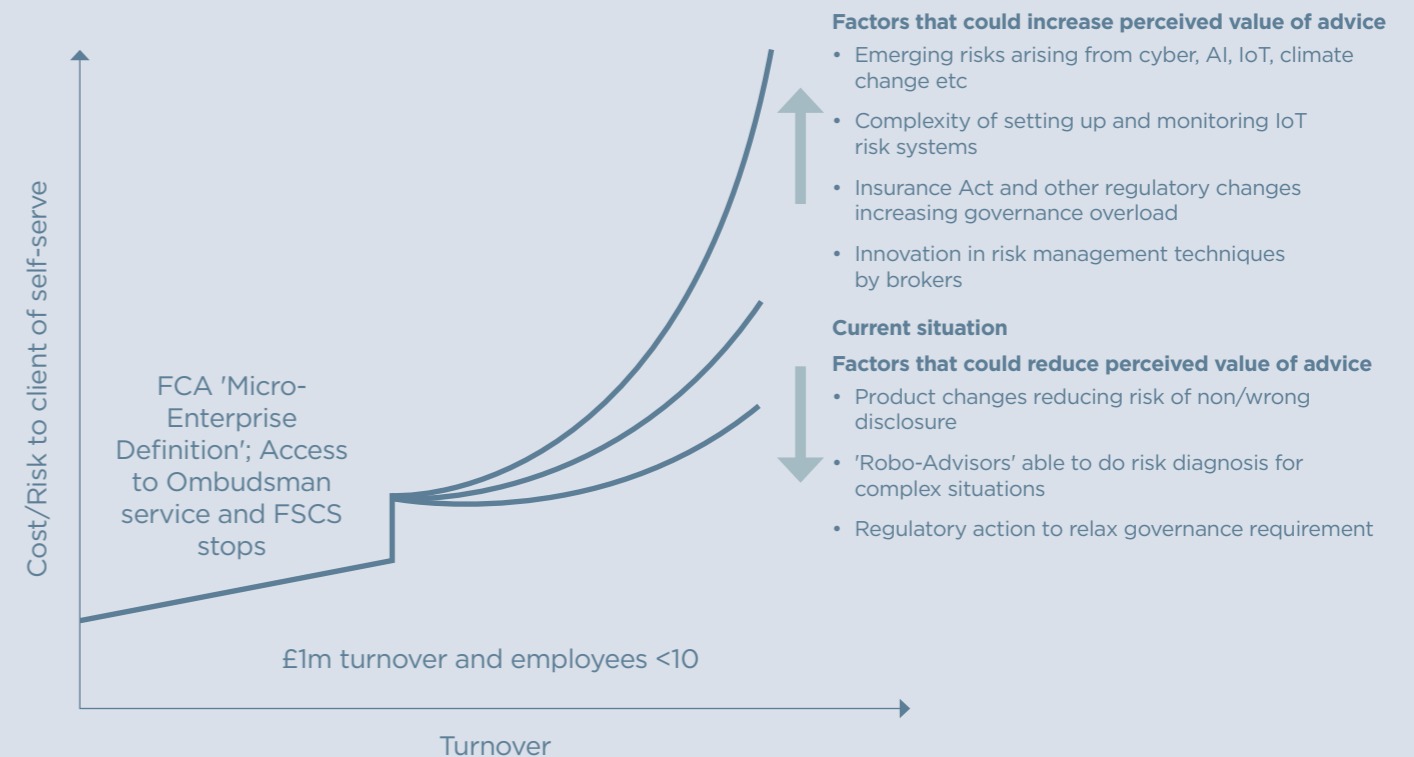 Factors that could increase perceived value of advice
• Emerging risks arising from cyber, AI, IoT, climate
change etc
• Complexity of setting up and monitoring IoT
risk systems
• Insurance Act and other regulatory changes
increasing governance overload
• Innovation in risk management techniques
by brokers
Current situation
Factors that could reduce perceived value of advice
• Product changes reducing risk of non/wrong
disclosure
• 'Robo-Advisors' able to do risk diagnosis for
complex situations
• Regulatory action to relax governance requirement
Cost/Risk to client of self-serve
FCA 'Micro-
Enterprise
Definition'; Access
to Ombudsman
service and FSCS
stops
£1m turnover and employees <10
Turnover